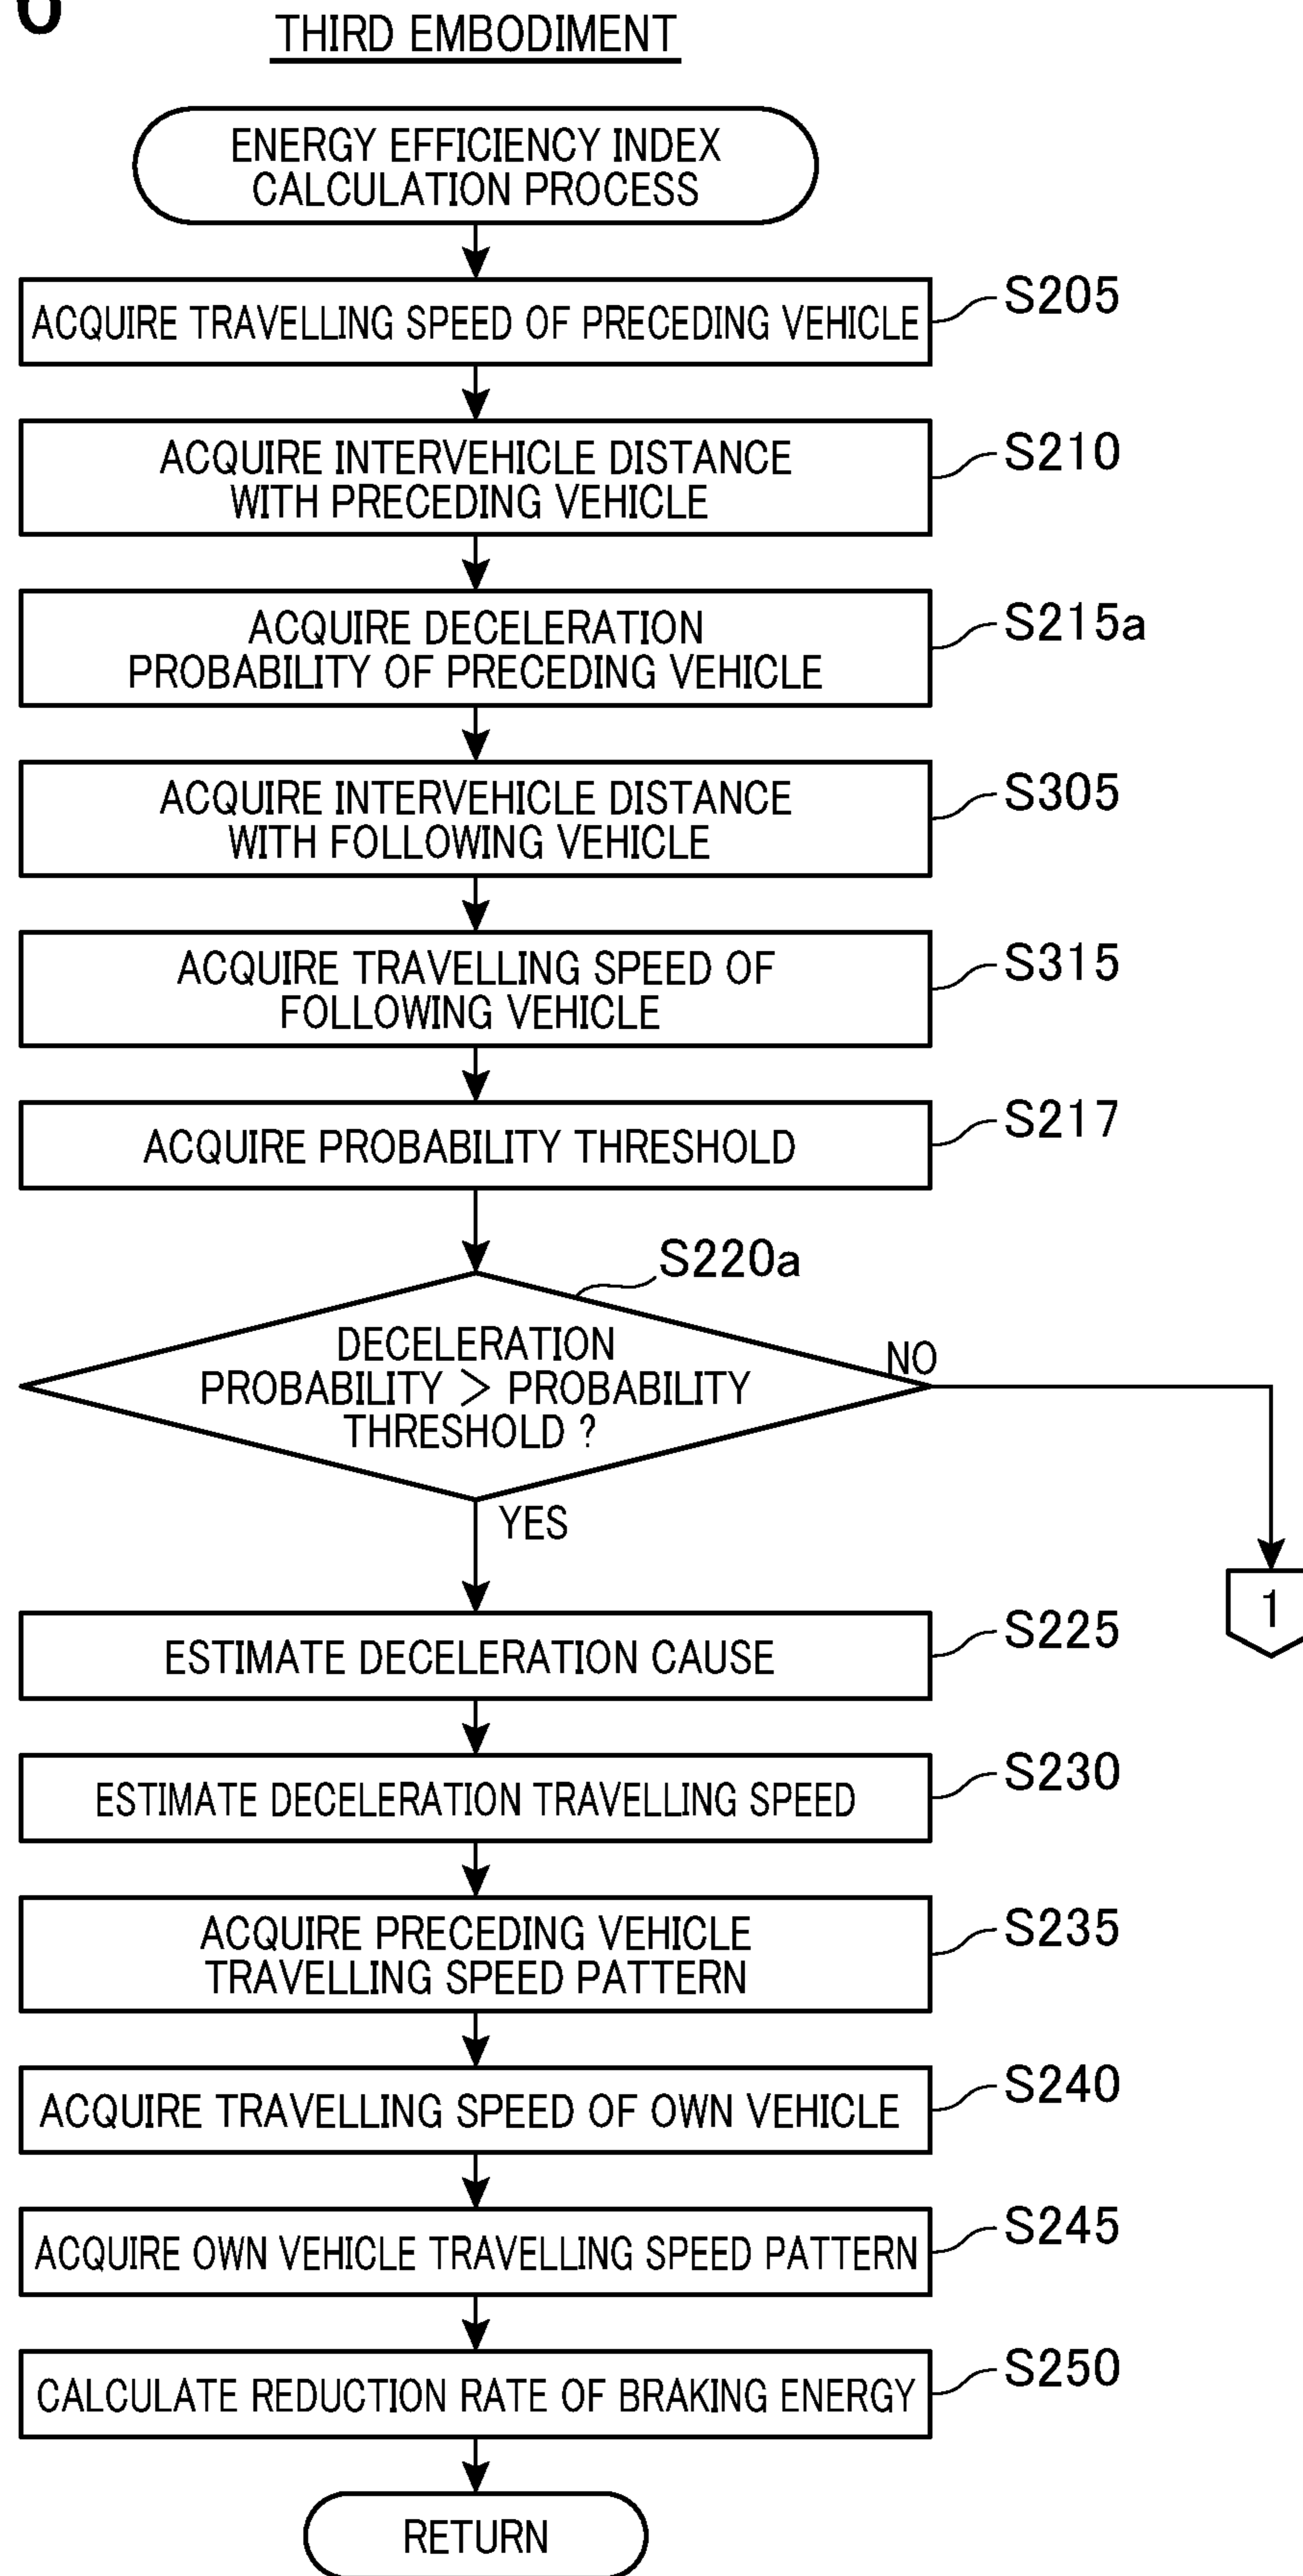 6
THIRD EMBODIMENT
ENERGY EFFICIENCY INDEX
CALCULATION PROCESS
ACQUIRE TRAVELLING SPEED OF PRECEDING VEHICLE
S205
ACQUIRE INTERVEHICLE DISTANCE
WITH PRECEDING VEHICLE
S210
ACQUIRE DECELERATION
PROBABILITY OF PRECEDING VEHICLE
S215a
ACQUIRE INTERVEHICLE DISTANCE
WITH FOLLOWING VEHICLE
S305
ACQUIRE TRAVELLING SPEED OF
FOLLOWING VEHICLE
S315
ACQUIRE PROBABILITY THRESHOLD
S217
S220a
DECELERATION
PROBABILITY > PROBABILITY
THRESHOLD ?
NO
YES
1
ESTIMATE DECELERATION CAUSE
S225
ESTIMATE DECELERATION TRAVELLING SPEED
S230
ACQUIRE PRECEDING VEHICLE
TRAVELLING SPEED PATTERN
S235
ACQUIRE TRAVELLING SPEED OF OWN VEHICLE
S240
ACQUIRE OWN VEHICLE TRAVELLING SPEED PATTERN
S245
CALCULATE REDUCTION RATE OF BRAKING ENERGY
S250
RETURN